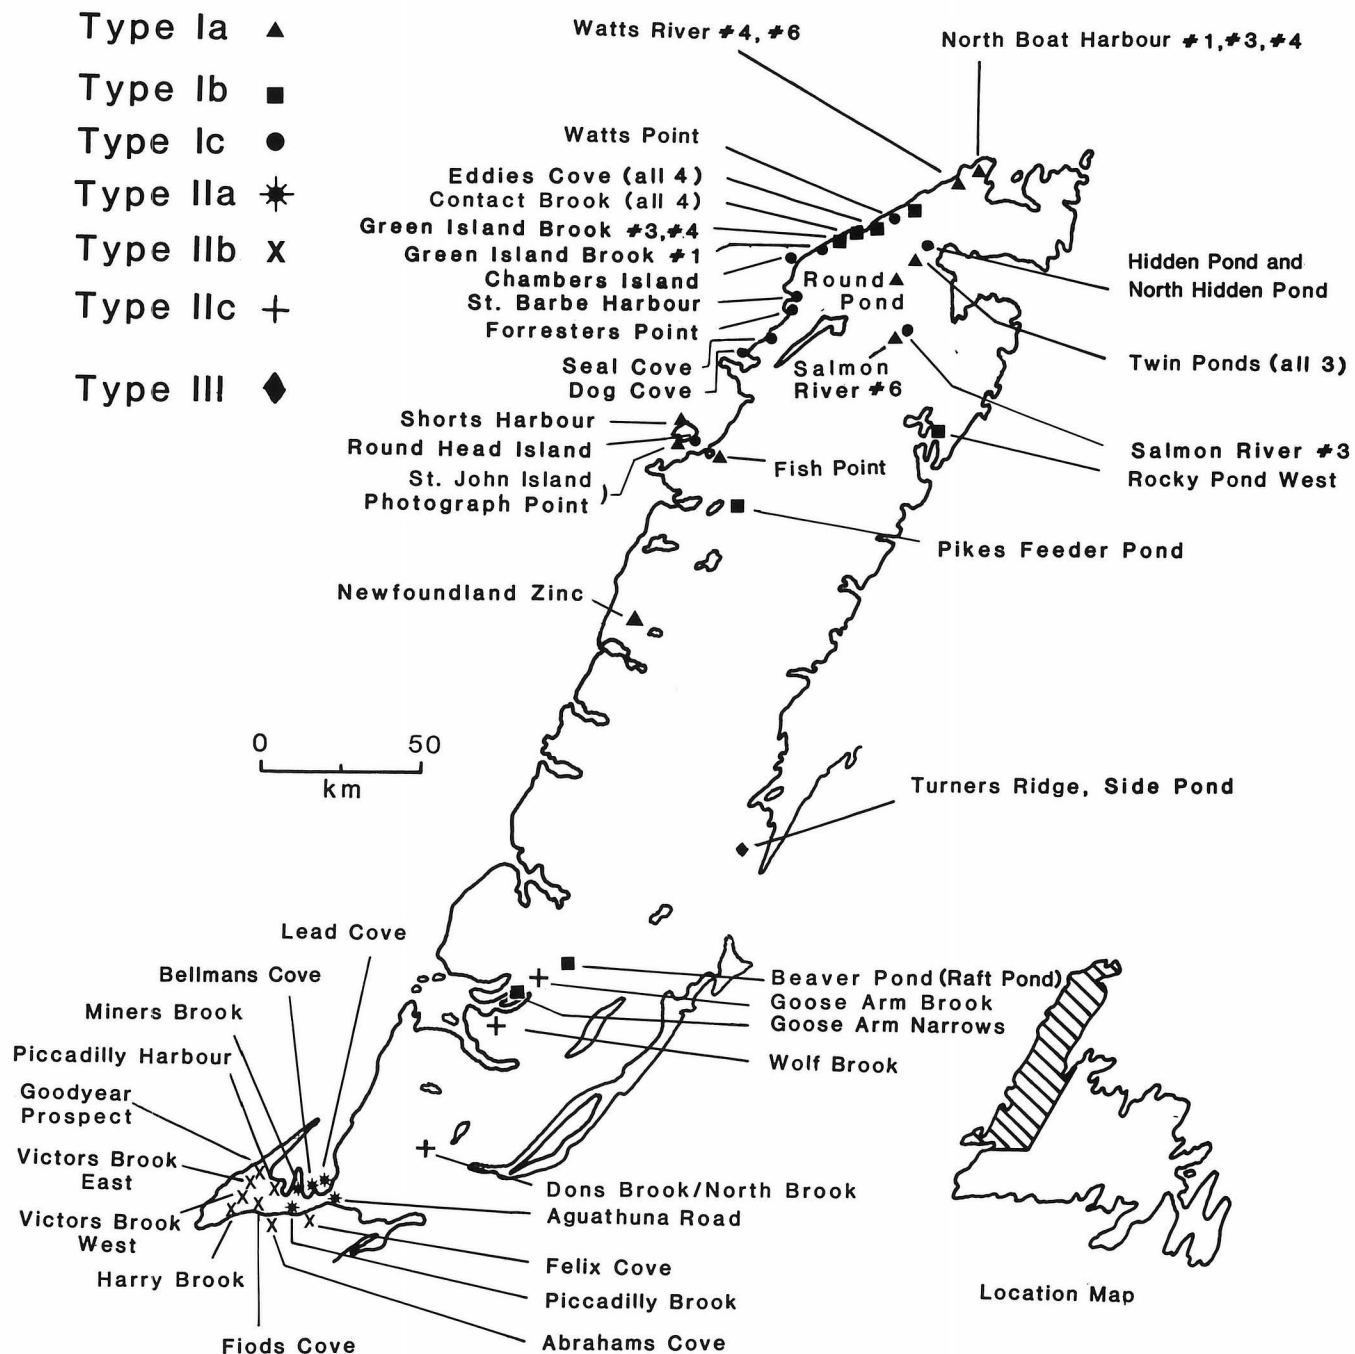 Type Ia
Type Ib
Type Ic
Type IIa
Type IIb
Type IIc
Type III
Watts River #4, #6
North Boat Harbour #1, #3, #4
Watts Point
Eddies Cove (all 4)
Contact Brook (all 4)
Green Island Brook #3, #4
Green Island Brook #1
Chambers Island
St. Barbe Harbour
Forresters Point
Seal Cove
Dog Cove
Round
Pond
Salmon
River #6
Hidden Pond and
North Hidden Pond
Twin Ponds (all 3)
Salmon River #3
Rocky Pond West
Shorts Harbour
Round Head Island
St. John Island
Photograph Point
Fish Point
Pikes Feeder Pond
Newfoundland Zinc
0 50
km
Turners Ridge, Side Pond
Lead Cove
Bellmans Cove
Miners Brook
Piccadilly Harbour
Goodyear
Prospect
Victors Brook
East
Victors Brook
West
Harry Brook
Fiods Cove
Beaver Pond (Raft Pond)
Goose Arm Brook
Goose Arm Narrows
Wolf Brook
Dons Brook/North Brook
Aguathuna Road
Felix Cove
Piccadilly Brook
Abrahams Cove
Location Map